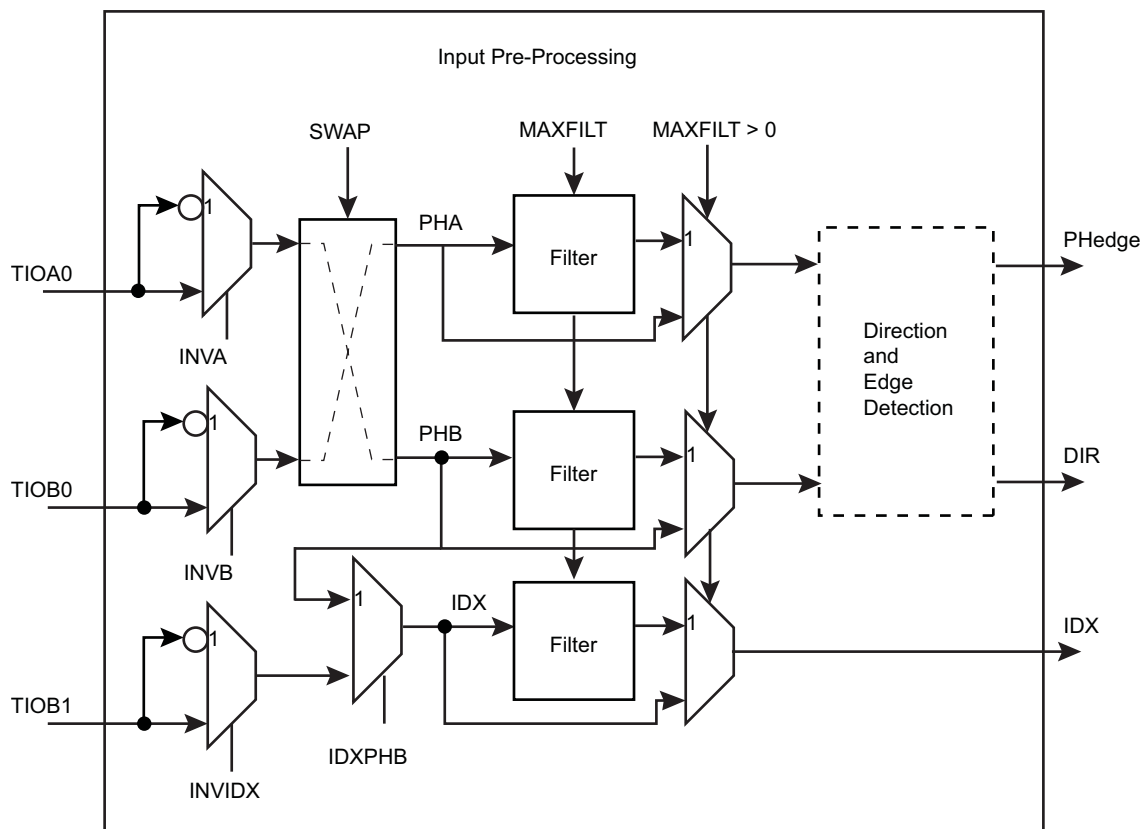 Input Pre-Processing
SWAP
MAXFILT
MAXFILT > 0
1
PHA
1
Filter
PHedge
TIOA0
INVA
Direction
and
Edge
Detection
1
PHB
1
Filter
DIR
TIOB0
INVB
1
IDX
1
Filter
IDX
1
TIOB1
IDXPHB
INVIDX